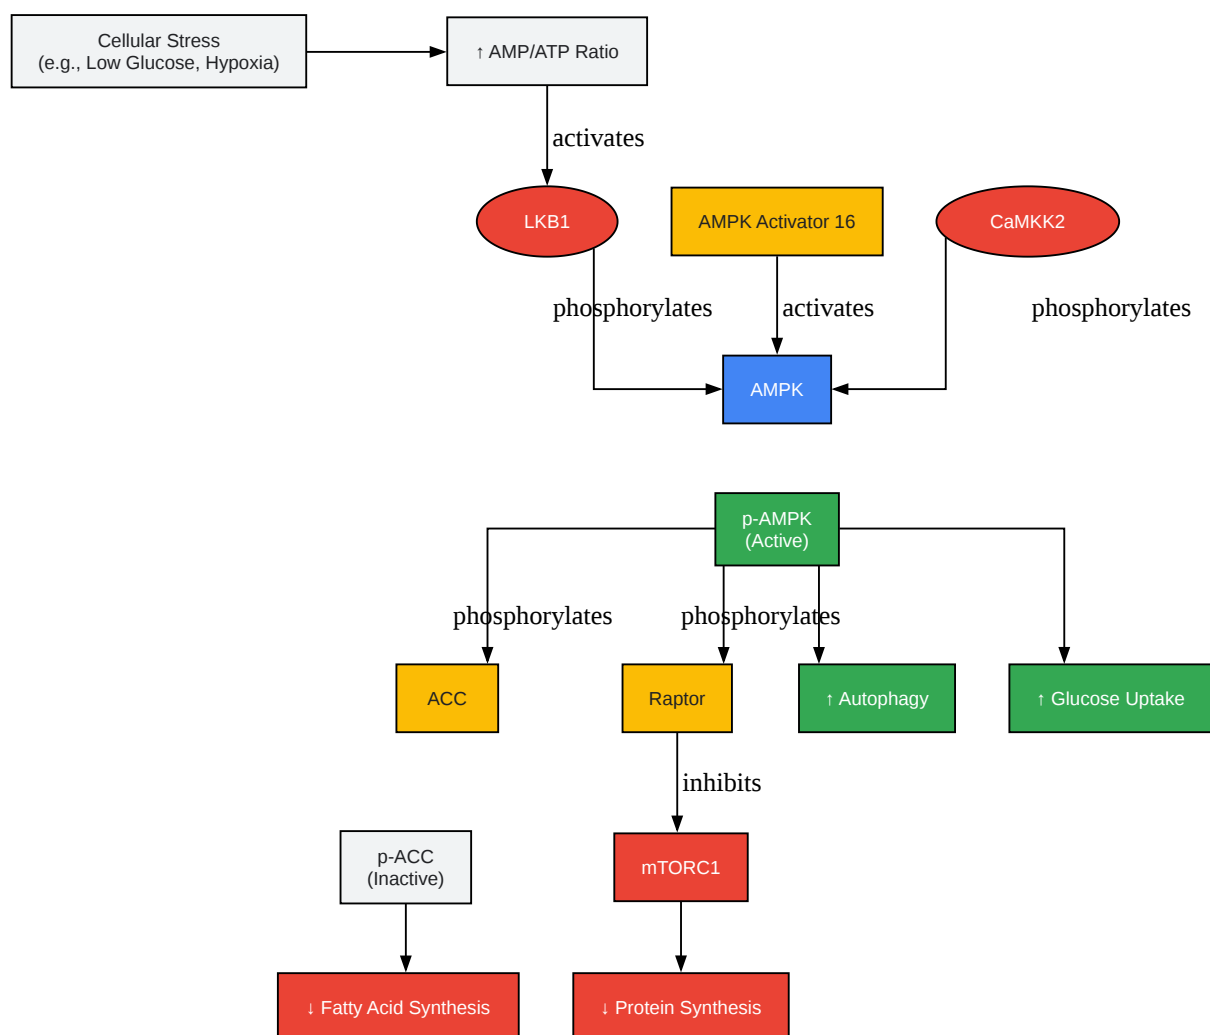 Cellular Stress
(e.g., Low Glucose, Hypoxia)
↑ AMP/ATP Ratio
activates
LKB1
AMPK Activator 16
CaMKK2
phosphorylates
activates
phosphorylates
AMPK
p-AMPK
(Active)
phosphorylates
phosphorylates
ACC
Raptor
↑ Autophagy
↑ Glucose Uptake
inhibits
p-ACC
(Inactive)
mTORC1
↓ Fatty Acid Synthesis
↓ Protein Synthesis